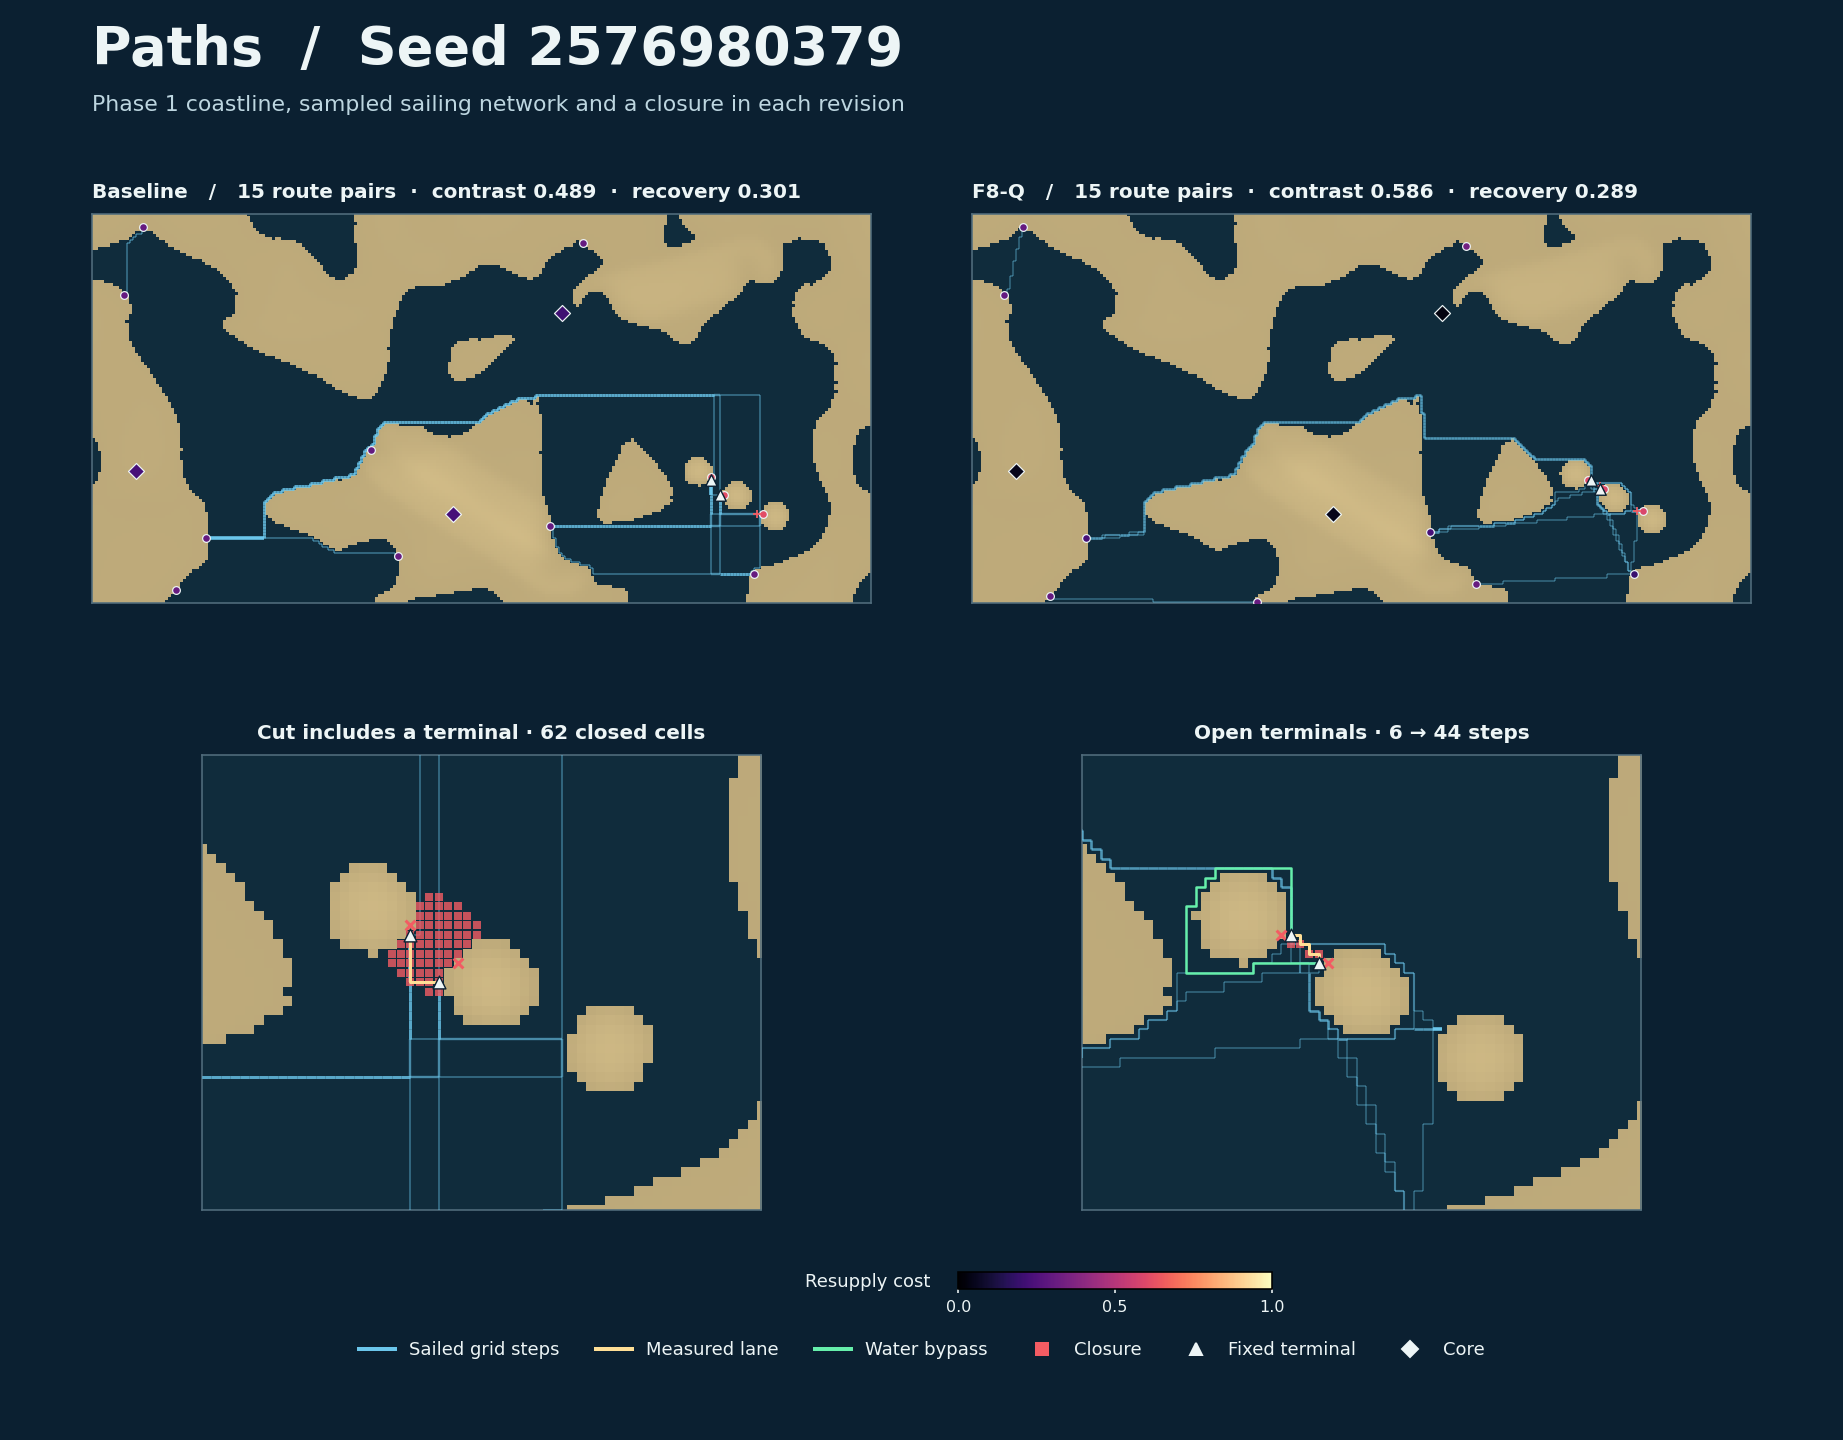 Paths / Seed 2576980379
Phase 1 coastline, sampled sailing network and a closure in each revision
Baseline / 15 route pairs · contrast 0.489 · recovery 0.301
F8-Q / 15 route pairs · contrast 0.586 · recovery 0.289
Cut includes a terminal · 62 closed cells
Open terminals · 6 → 44 steps
Resupply cost
0.0 0.5 1.0
Sailed grid steps Measured lane Water bypass Closure Fixed terminal Core